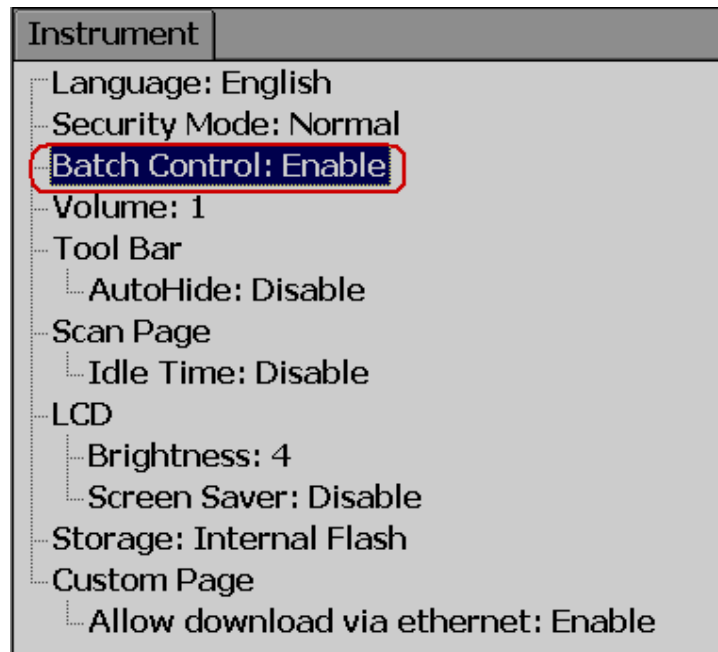 Instrument
Language: English
Security Mode: Normal
Batch Control: Enable
Volume: 1
Tool Bar
AutoHide: Disable
Scan Page
Idle Time: Disable
LCD
Brightness: 4
Screen Saver: Disable
Storage: Internal Flash
Custom Page
Allow download via ethernet: Enable